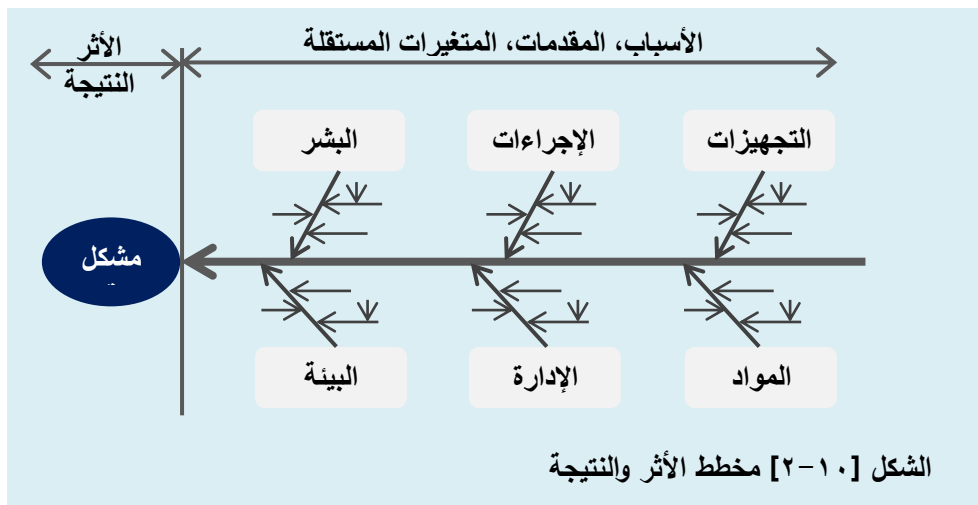 الأسباب، المقدمات، المتغيرات المستقلة
الأثر
النتيجة
التجهيزات
الإجراءات
البشر
مشكل
المواد
الإدارة
البيئة
الشكل [١٠-٢] مخطط الأثر والنتيجة